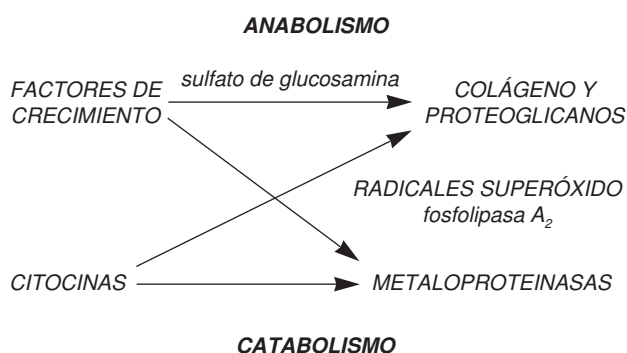 ANABOLISMO
FACTORES DE
CRECIMIENTO
sulfato de glucosamina
COLÁGENO Y
PROTEOGLICANOS
RADICALES SUPERÓXIDO
fosfolipasa A₂
CITOCINAS
METALOPROTEINASAS
CATABOLISMO